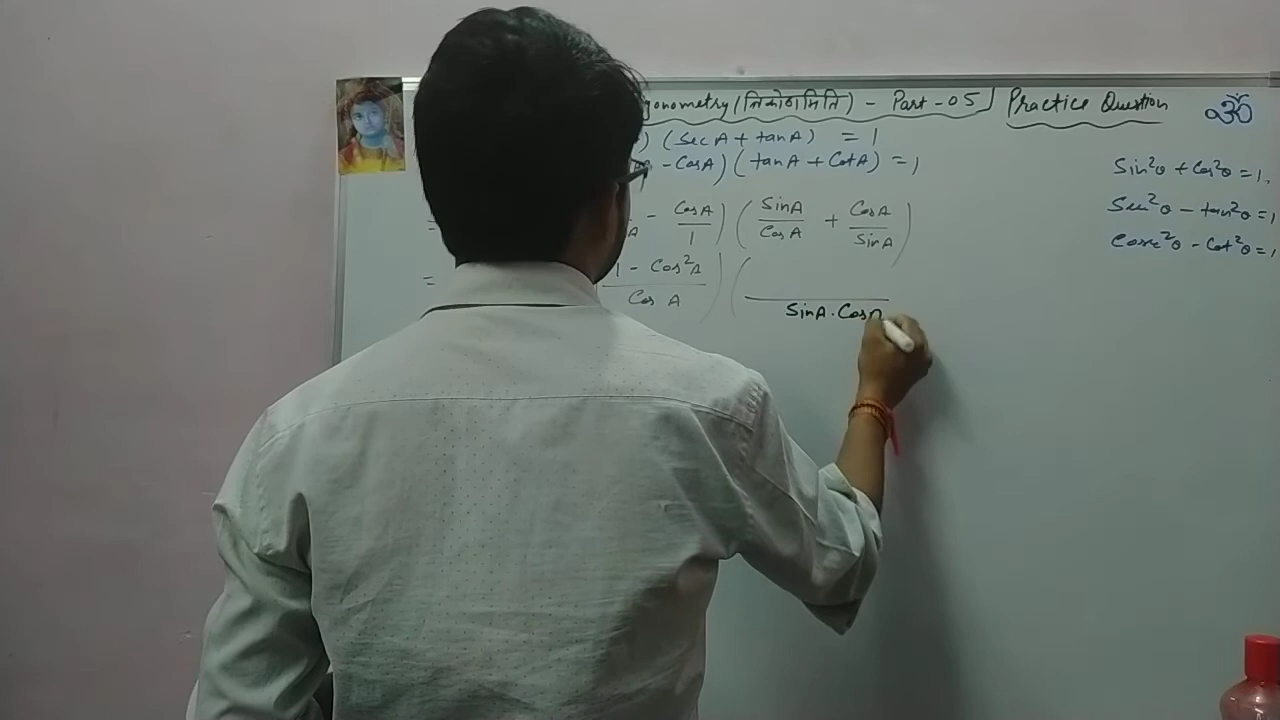 gonometry (त्रिकोणमिति) - Part - 05 Practice Question ॐ
) (sec A + tanA) = 1
- CosA) (tanA + CotA) = 1
Sin²θ + Cos²θ = 1.
- CosA/1) (SinA/CosA + CosA/SinA)
Sec²θ - tan²θ = 1
Cosec²θ - Cot²θ = 1
= 1 - Cos²A / Cos A) ( / SinA . CosA